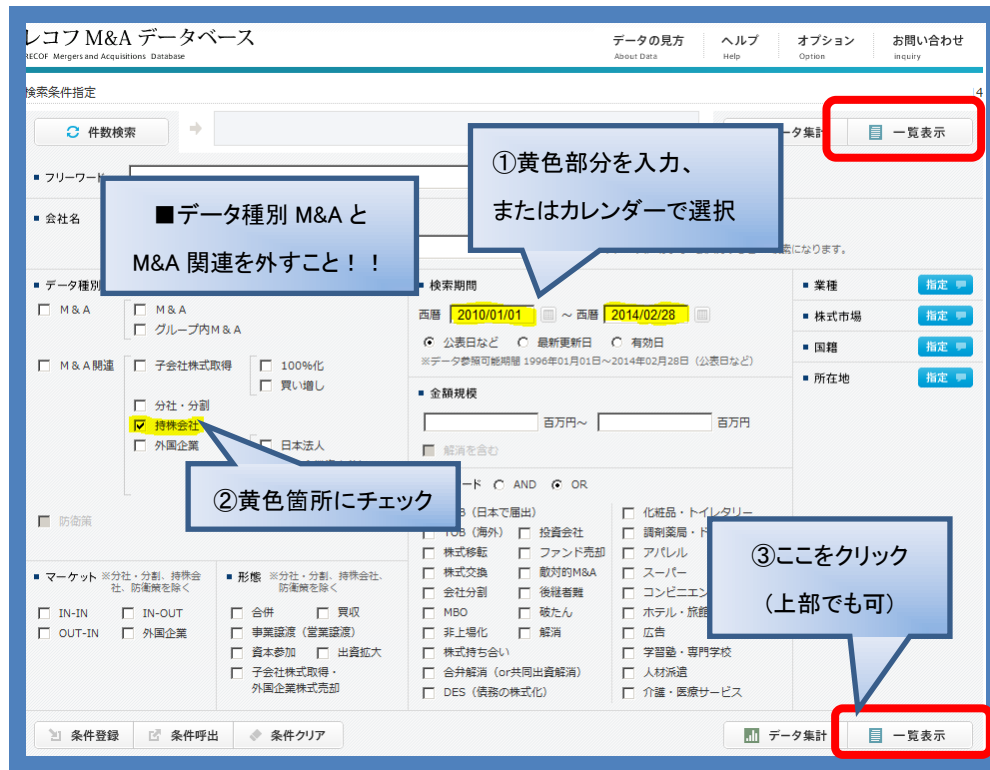 レコフ M&A データベース
RECOF Mergers and Acquisitions Database
データの見方 ヘルプ オプション お問い合わせ
About Data Help Option inquiry
検索条件指定
4
件数検索
ータ集計 一覧表示
フリーワード
①黄色部分を入力、
またはカレンダーで選択
会社名
■データ種別 M&A と
M&A 関連を外すこと！！
になります。
データ種別
検索期間
業種 指定
M&A M&A
グループ内M&A
西暦 2010/01/01 ～ 西暦 2014/02/28
株式市場 指定
公表日など 最新更新日 有効日
国籍 指定
※データ参照可能期間 1996年01月01日～2014年02月28日（公表日など）
M&A関連 子会社株式取得 100%化
買い増し
所在地 指定
金額規模
分社・分割
持株会社
百万円～ 百万円
外国企業 日本法人
解消を含む
②黄色箇所にチェック
ード AND OR
防衛策
（日本で届出） 化粧品・トイレタリー
TOB（海外） 投資会社 調剤薬局・ド
株式移転 ファンド売却 アパレル
株式交換 敵対的M&A スーパー
会社分割 後継者難 コンビニエン
MBO 破たん ホテル・旅館
非上場化 解消 広告
株式持ち合い 学習塾・専門学校
合弁解消（or共同出資解消） 人材派遣
DES（債務の株式化） 介護・医療サービス
③ここをクリック
（上部でも可）
マーケット ※分社・分割、持株会社、防衛策を除く
IN-IN IN-OUT
OUT-IN 外国企業
形態 ※分社・分割、持株会社、
防衛策を除く
合併 買収
事業譲渡（営業譲渡）
資本参加 出資拡大
子会社株式取得・
外国企業株式売却
条件登録 条件呼出 条件クリア
データ集計 一覧表示